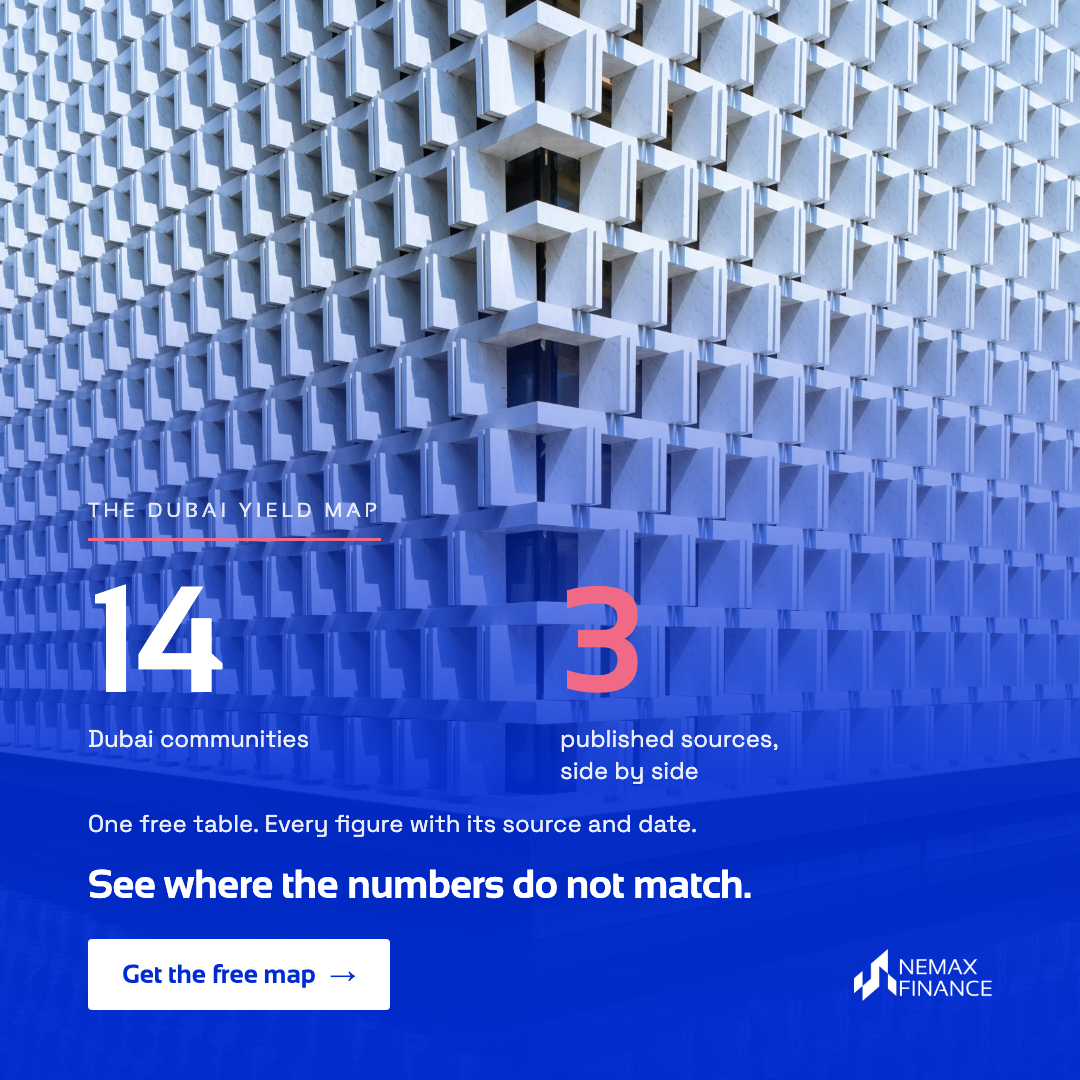 THE DUBAI YIELD MAP
14
Dubai communities
3
published sources,
side by side
One free table. Every figure with its source and date.
See where the numbers do not match.
Get the free map →
NEMAX
FINANCE